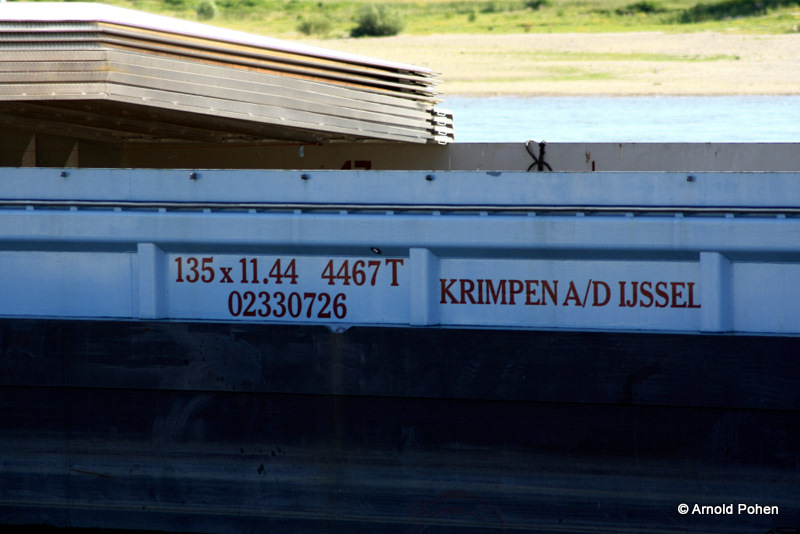 135 x 11.44 4467 T
02330726
KRIMPEN A/D IJSSEL
© Arnold Pohen